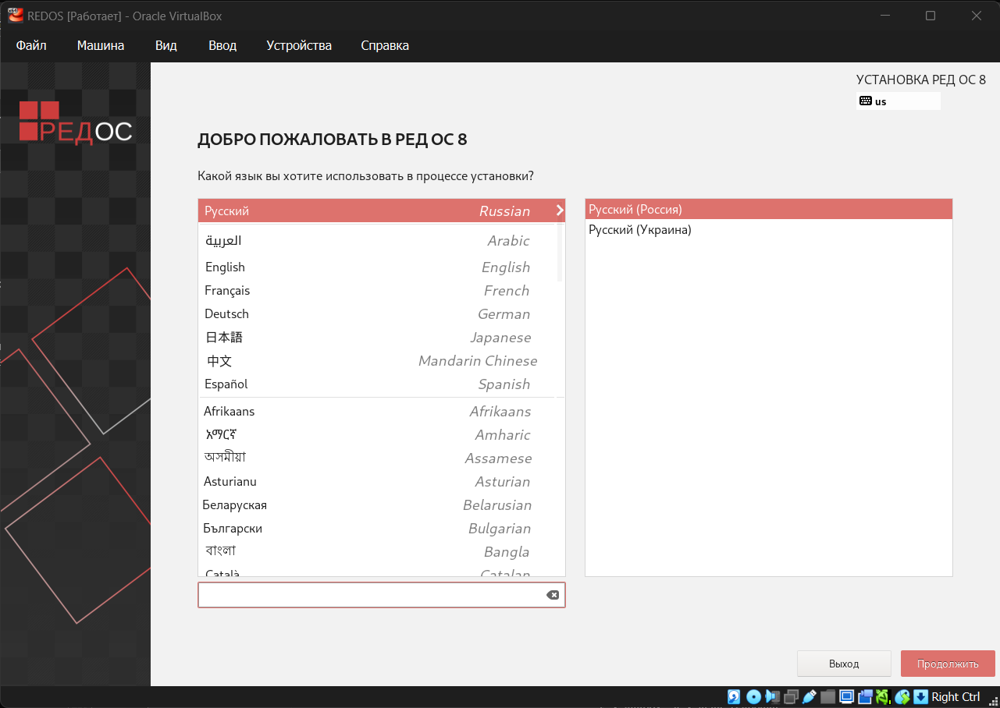 REDOS [Работает] - Oracle VirtualBox
Файл Машина Вид Ввод Устройства Справка
УСТАНОВКА РЕД ОС 8
us
РЕДОС
ДОБРО ПОЖАЛОВАТЬ В РЕД ОС 8
Какой язык вы хотите использовать в процессе установки?
Русский Russian
العربية Arabic
English English
Français French
Deutsch German
日本語 Japanese
中文 Mandarin Chinese
Español Spanish
Afrikaans Afrikaans
አማርኛ Amharic
অসমীয়া Assamese
Asturianu Asturian
Беларуская Belarusian
Български Bulgarian
বাংলা Bangla
Català Catalan
Русский (Россия)
Русский (Украина)
Выход Продолжить
Right Ctrl